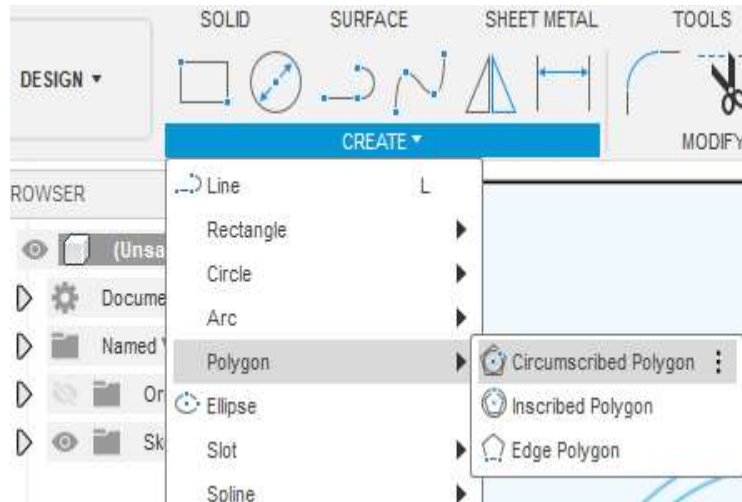 SOLID SURFACE SHEET METAL TOOLS
DESIGN
CREATE MODIFY
ROWSER
Line L
Rectangle
(Unsa
Circle
Docume
Arc
Named
Polygon
Circumscribed Polygon
Or
Ellipse
Inscribed Polygon
Sk
Slot
Edge Polygon
Spline